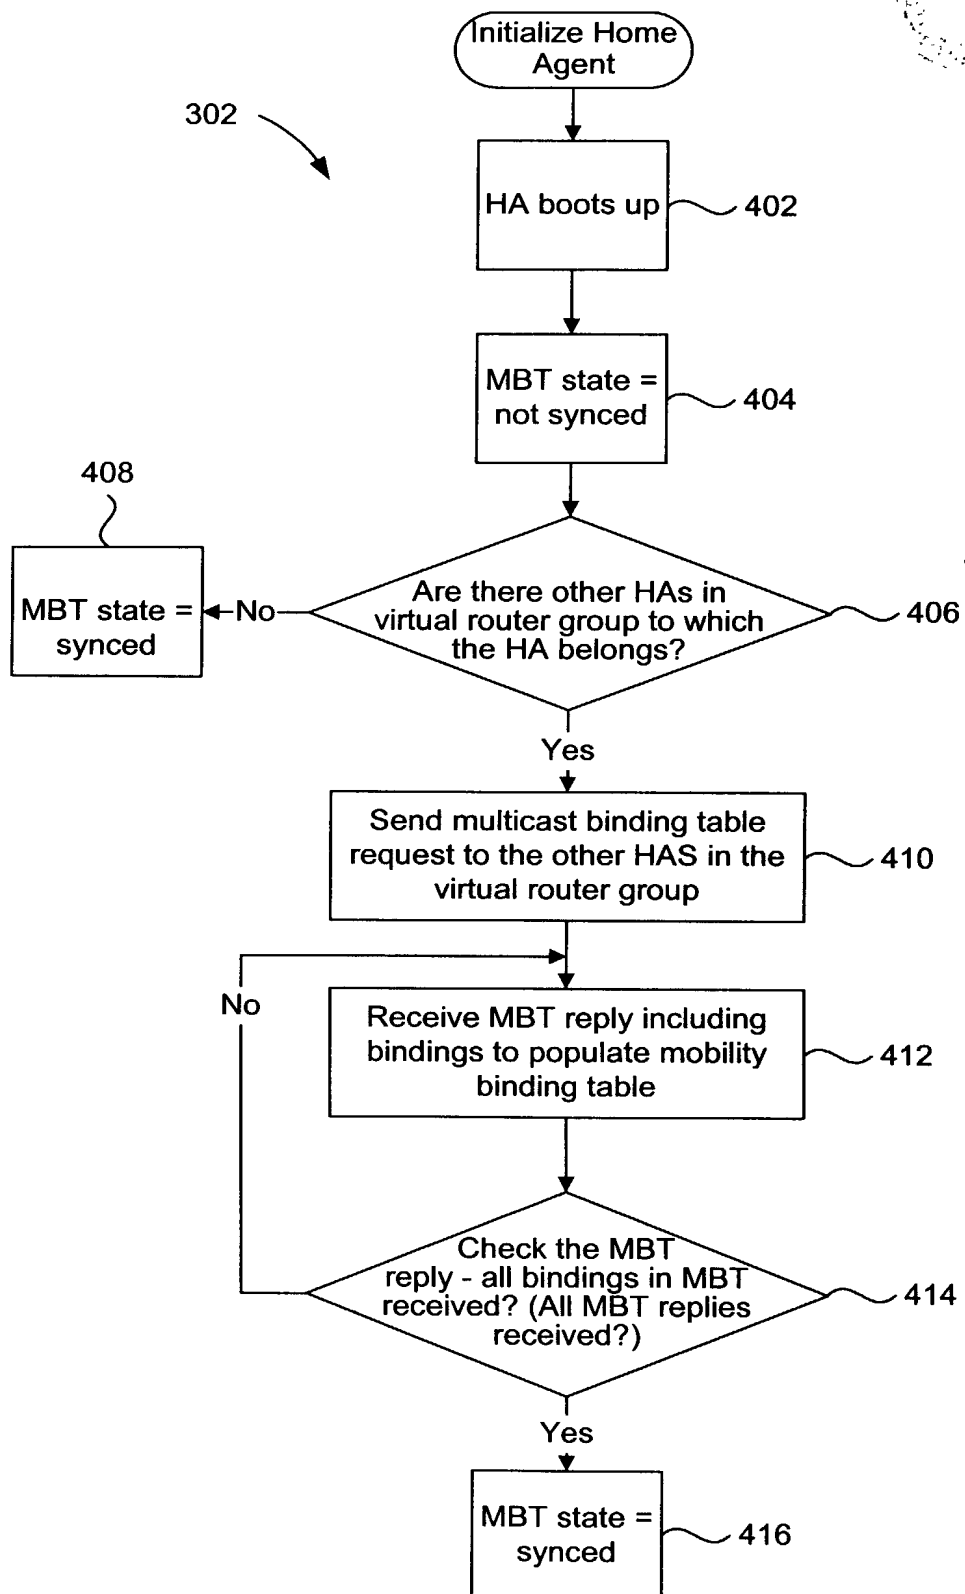 Initialize Home
Agent
302
HA boots up
402
MBT state =
not synced
404
408
MBT state =
synced
No
Are there other HAs in
virtual router group to which
the HA belongs?
406
Yes
Send multicast binding table
request to the other HAS in the
virtual router group
410
No
Receive MBT reply including
bindings to populate mobility
binding table
412
Check the MBT
reply - all bindings in MBT
received? (All MBT replies
received?)
414
Yes
MBT state =
synced
416